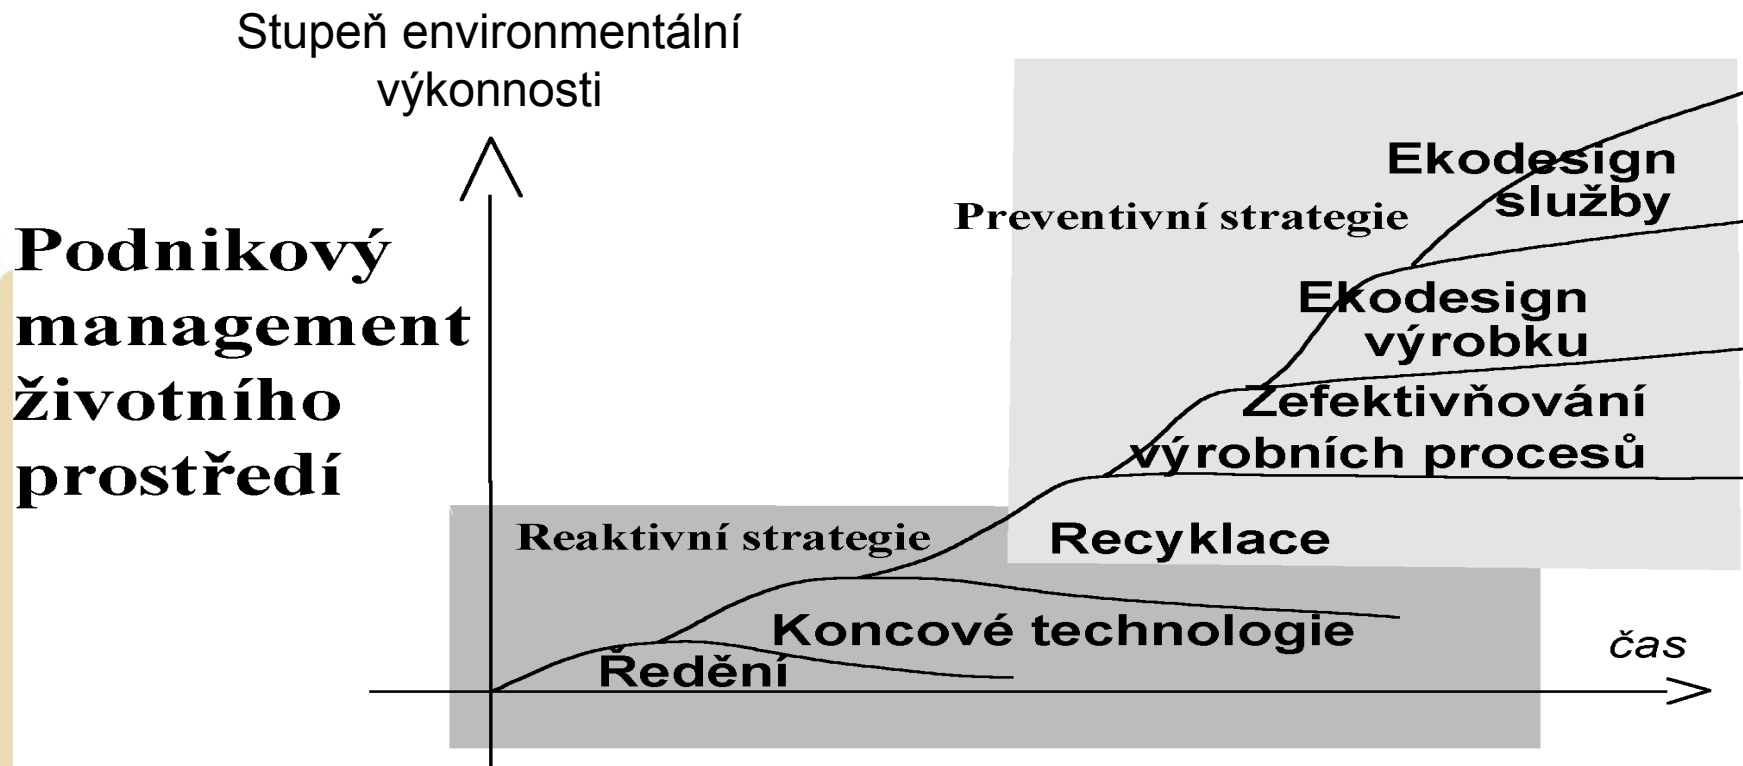 Stupeň environmentální
výkonnosti
Podnikový
management
životního
prostředí
Ekodesign
služby
Preventivní strategie
Ekodesign
výrobku
Zefektivňování
výrobních procesů
Reaktivní strategie
Recyklace
Koncové technologie
Ředění
čas